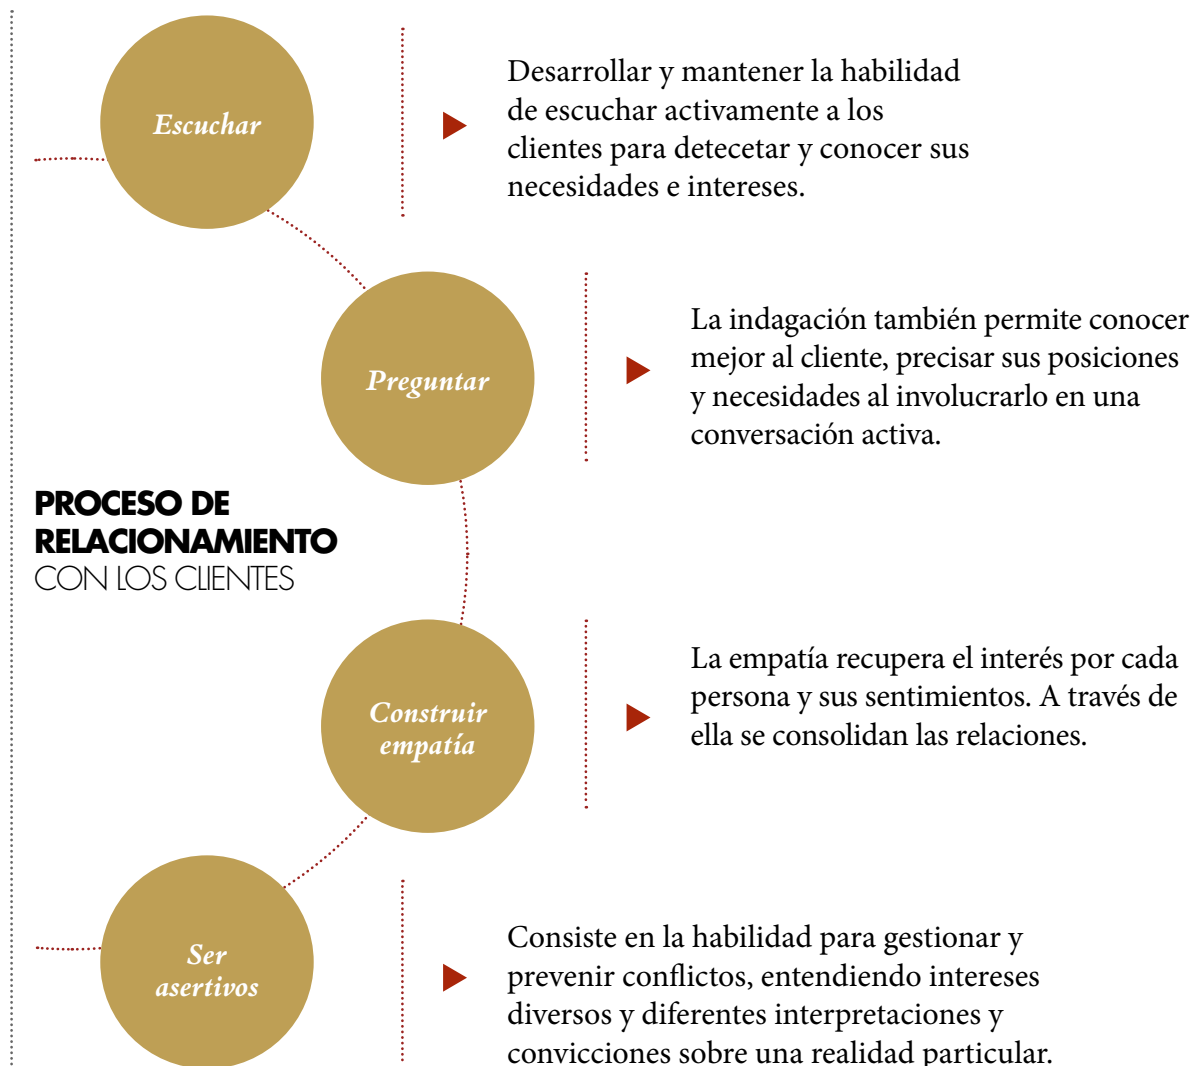 Escuchar
Desarrollar y mantener la habilidad
de escuchar activamente a los
clientes para detecetar y conocer sus
necesidades e intereses.
Preguntar
La indagación también permite conocer
mejor al cliente, precisar sus posiciones
y necesidades al involucrarlo en una
conversación activa.
PROCESO DE
RELACIONAMIENTO
CON LOS CLIENTES
Construir
empatía
La empatía recupera el interés por cada
persona y sus sentimientos. A través de
ella se consolidan las relaciones.
Ser
asertivos
Consiste en la habilidad para gestionar y
prevenir conflictos, entendiendo intereses
diversos y diferentes interpretaciones y
convicciones sobre una realidad particular.